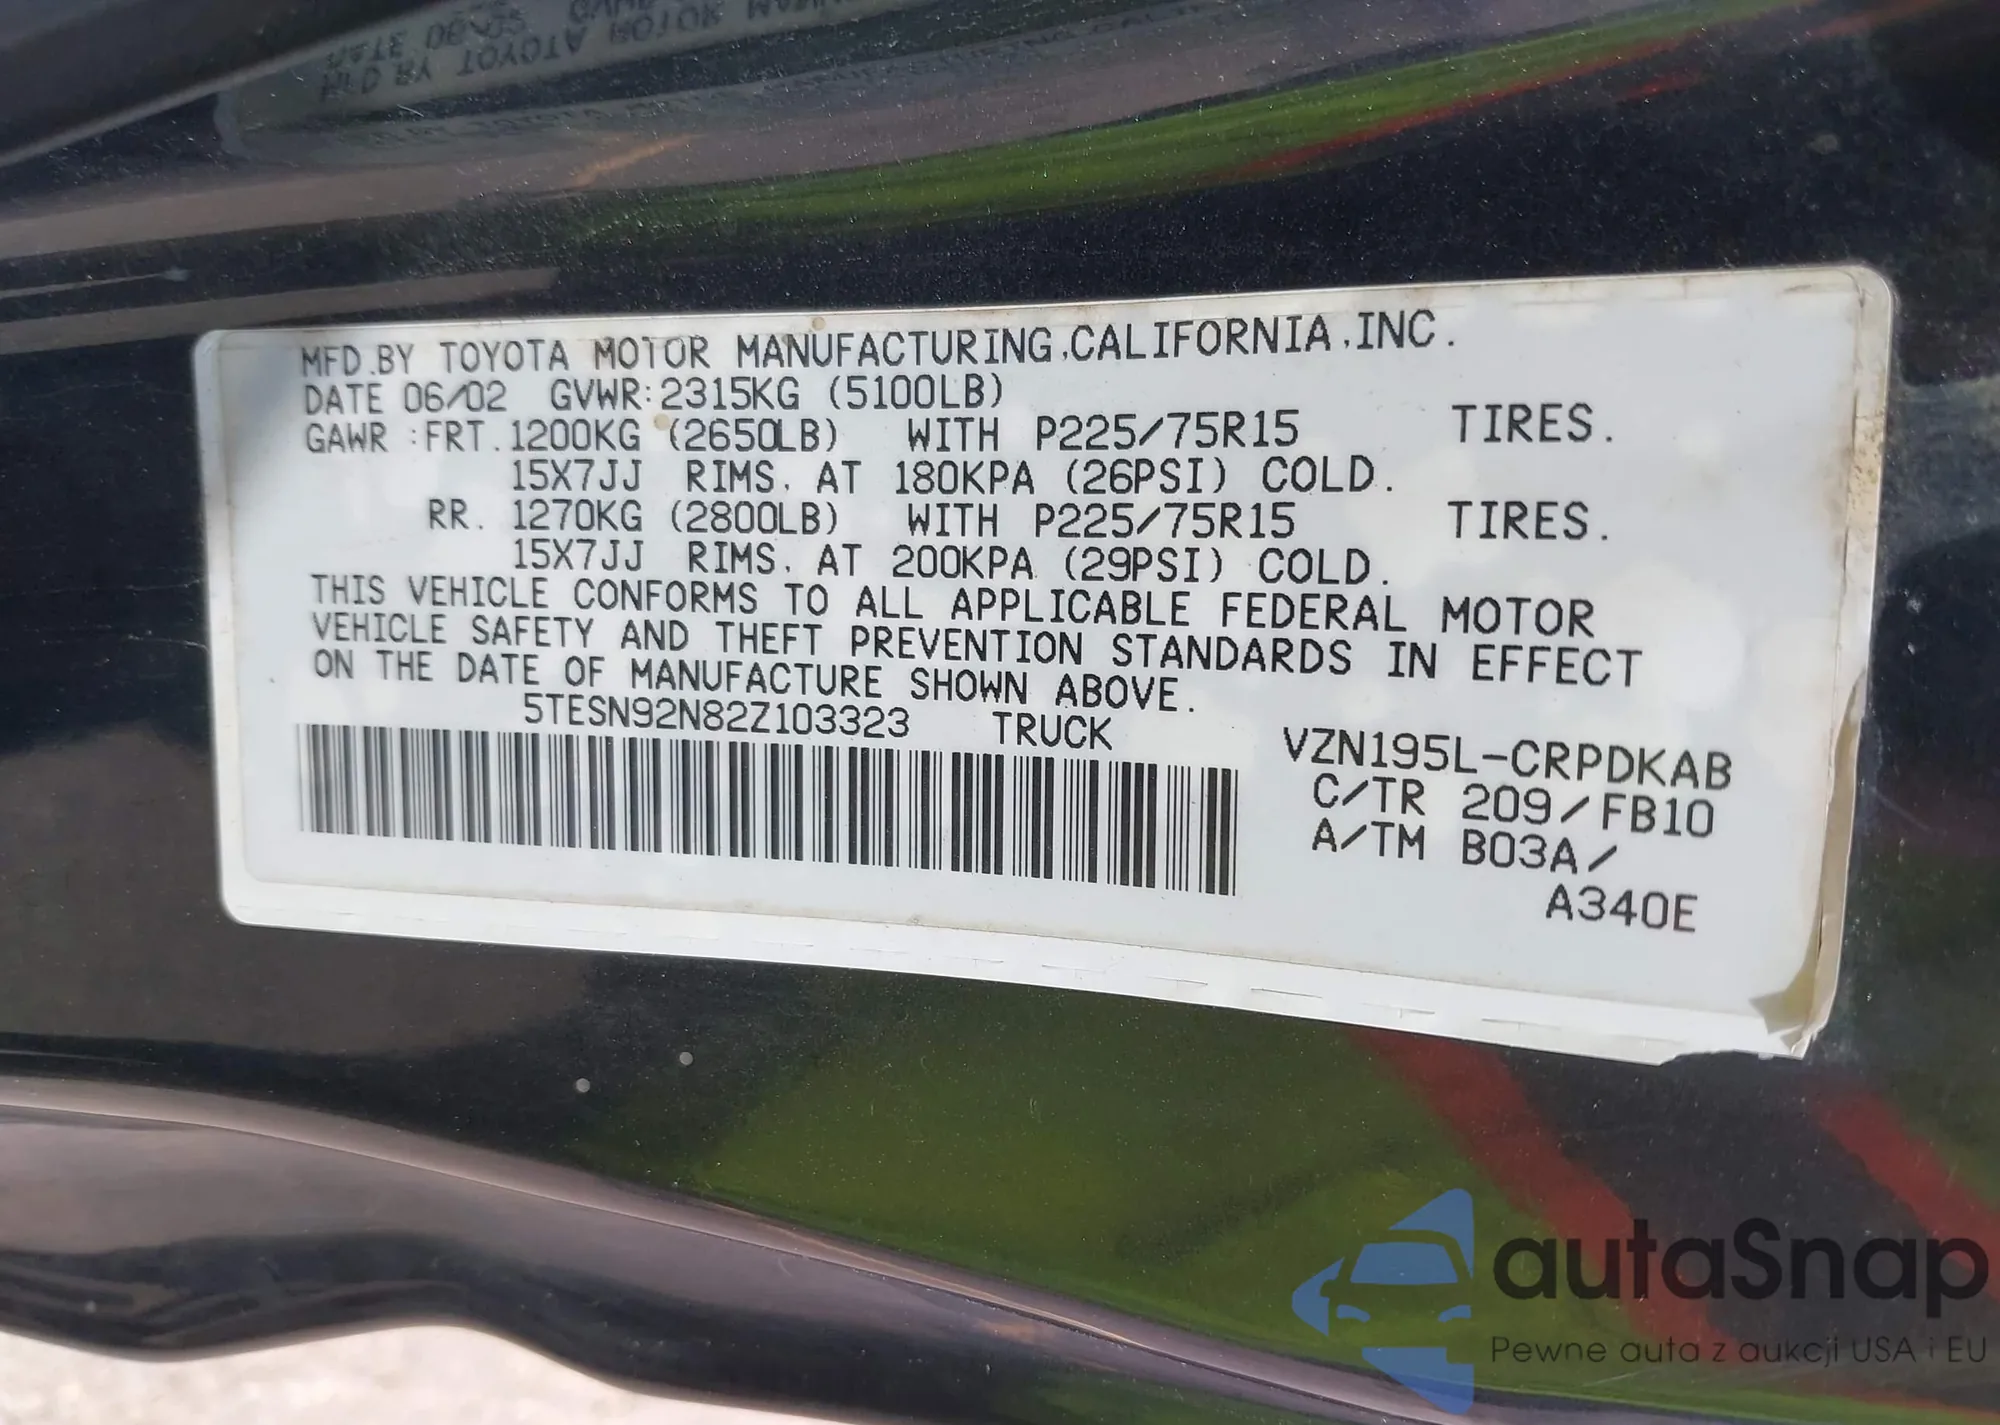 MFD.BY TOYOTA MOTOR MANUFACTURING,CALIFORNIA,INC.
DATE 06/02 GVWR:2315KG (5100LB)
GAWR :FRT. 1200KG (2650LB) WITH P225/75R15 TIRES.
15X7JJ RIMS, AT 180KPA (26PSI) COLD.
RR. 1270KG (2800LB) WITH P225/75R15 TIRES.
15X7JJ RIMS, AT 200KPA (29PSI) COLD.
THIS VEHICLE CONFORMS TO ALL APPLICABLE FEDERAL MOTOR
VEHICLE SAFETY AND THEFT PREVENTION STANDARDS IN EFFECT
ON THE DATE OF MANUFACTURE SHOWN ABOVE.
5TESN92N82Z103323 TRUCK
VZN195L-CRPDKAB
C/TR 209/FB10
A/TM B03A/
A340E
autaSnap
Pewne auta z aukcji USA i EU